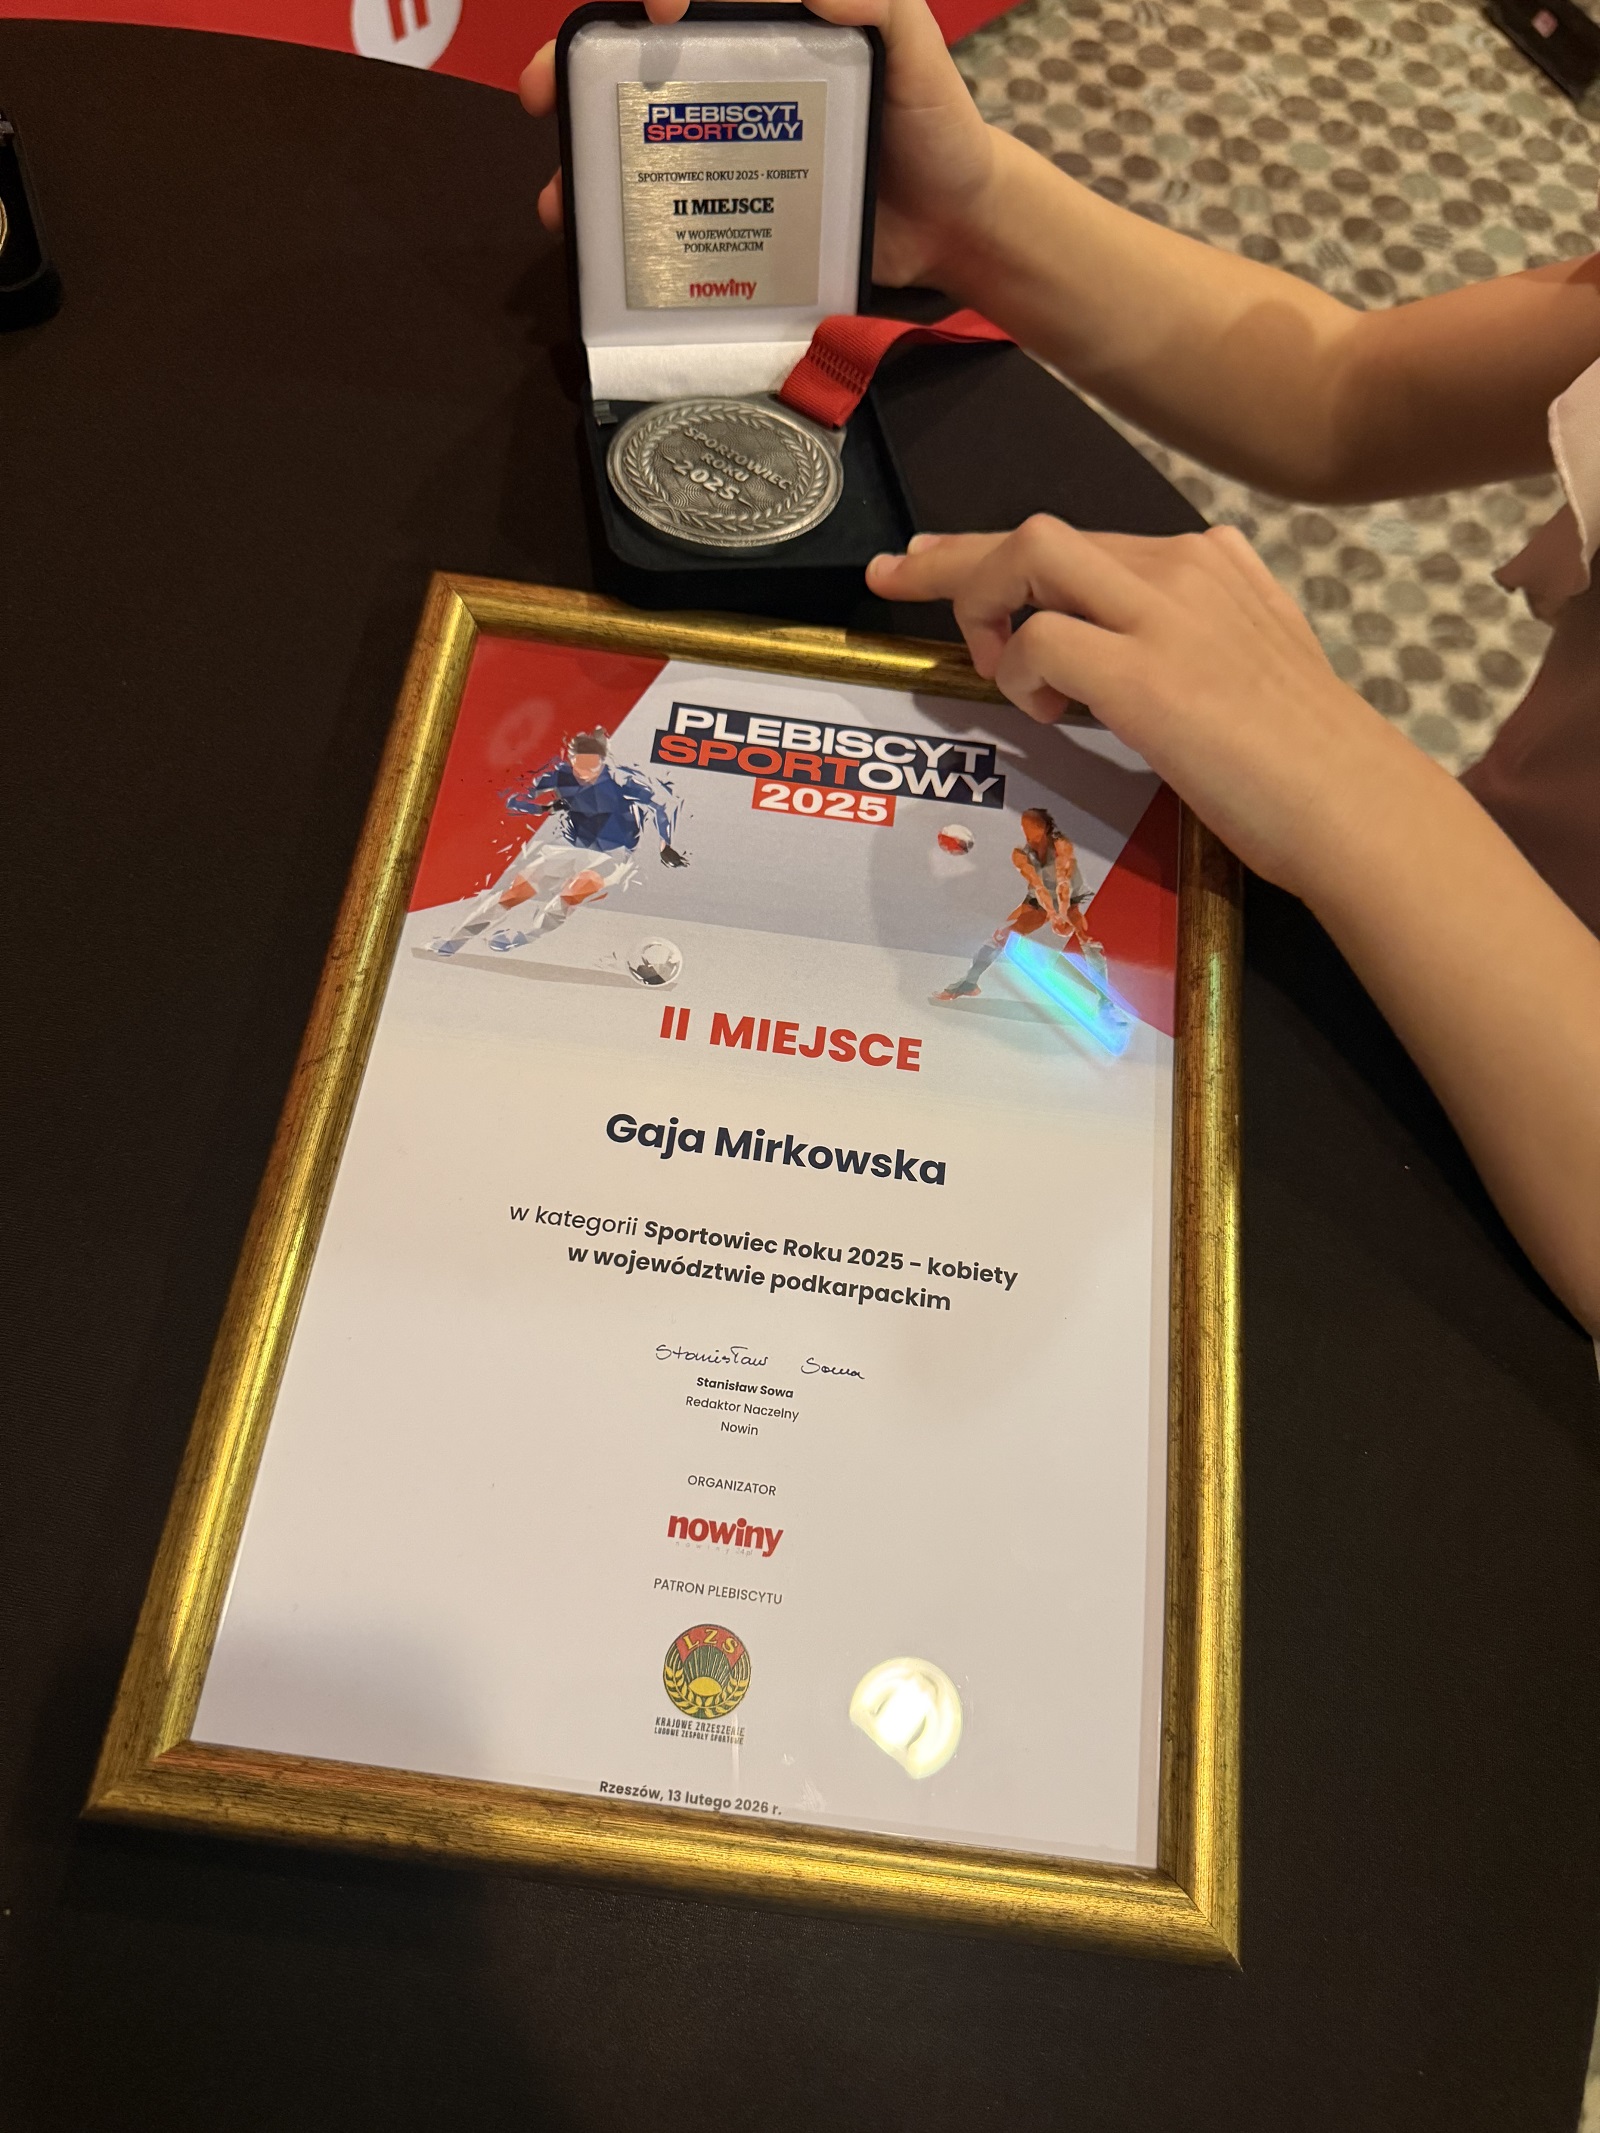 PLEBISCYT
SPORTOWY
SPORTOWIEC ROKU 2025 - KOBIETY
II MIEJSCE
W WOJEWÓDZTWIE
PODKARPACKIM
nowiny
SPORTOWIEC
ROKU
-2025-
PLEBISCYT
SPORTOWY
2025
II MIEJSCE
Gaja Mirkowska
w kategorii Sportowiec Roku 2025 - kobiety
w województwie podkarpackim
Stanisław Sowa
Stanisław Sowa
Redaktor Naczelny
Nowin
ORGANIZATOR
nowiny
PATRON PLEBISCYTU
LZS
KRAJOWE ZRZESZENIE
LUDOWE ZESPOŁY SPORTOWE
Rzeszów, 13 lutego 2026 r.